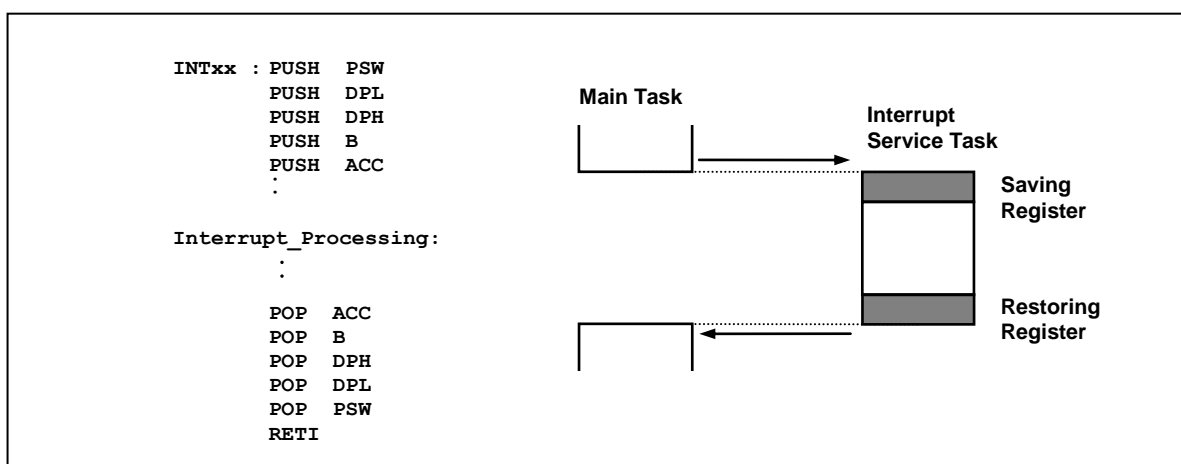 INTxx : PUSH PSW
PUSH DPL
PUSH DPH
PUSH B
PUSH ACC
:
Interrupt_Processing:
:
POP ACC
POP B
POP DPH
POP DPL
POP PSW
RETI
Main Task
Interrupt
Service Task
Saving
Register
Restoring
Register